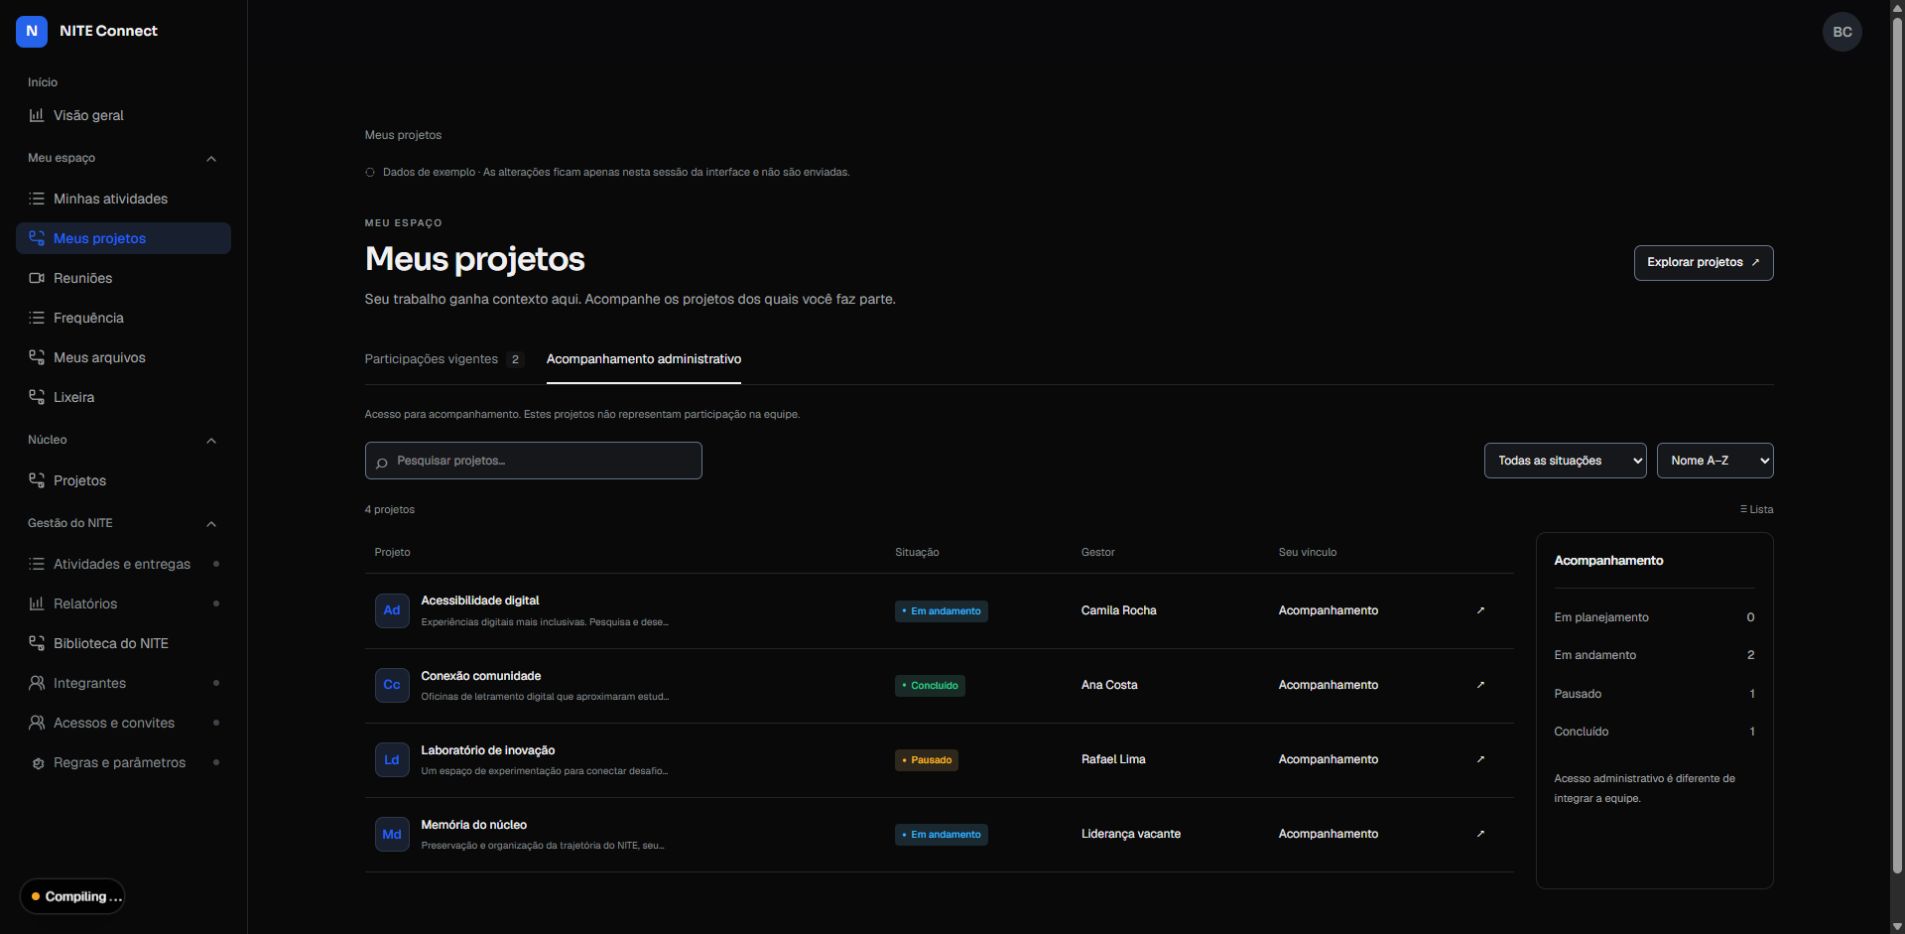 N NITE Connect
BC
Início
Visão geral
Meu espaço
Minhas atividades
Meus projetos
Reuniões
Frequência
Meus arquivos
Lixeira
Núcleo
Projetos
Gestão do NITE
Atividades e entregas
Relatórios
Biblioteca do NITE
Integrantes
Acessos e convites
Regras e parâmetros
Compiling ...
Meus projetos
Dados de exemplo · As alterações ficam apenas nesta sessão da interface e não são enviadas.
MEU ESPAÇO
Meus projetos
Explorar projetos ↗
Seu trabalho ganha contexto aqui. Acompanhe os projetos dos quais você faz parte.
Participações vigentes 2 Acompanhamento administrativo
Acesso para acompanhamento. Estes projetos não representam participação na equipe.
Pesquisar projetos… Todas as situações Nome A–Z
4 projetos Lista
Projeto Situação Gestor Seu vínculo
Ad Acessibilidade digital • Em andamento Camila Rocha Acompanhamento ↗
Experiências digitais mais inclusivas. Pesquisa e dese…
Cc Conexão comunidade • Concluído Ana Costa Acompanhamento ↗
Oficinas de letramento digital que aproximaram estud…
Ld Laboratório de inovação • Pausado Rafael Lima Acompanhamento ↗
Um espaço de experimentação para conectar desafio…
Md Memória do núcleo • Em andamento Liderança vacante Acompanhamento ↗
Preservação e organização da trajetória do NITE, seu…
Acompanhamento
Em planejamento 0
Em andamento 2
Pausado 1
Concluído 1
Acesso administrativo é diferente de
integrar a equipe.